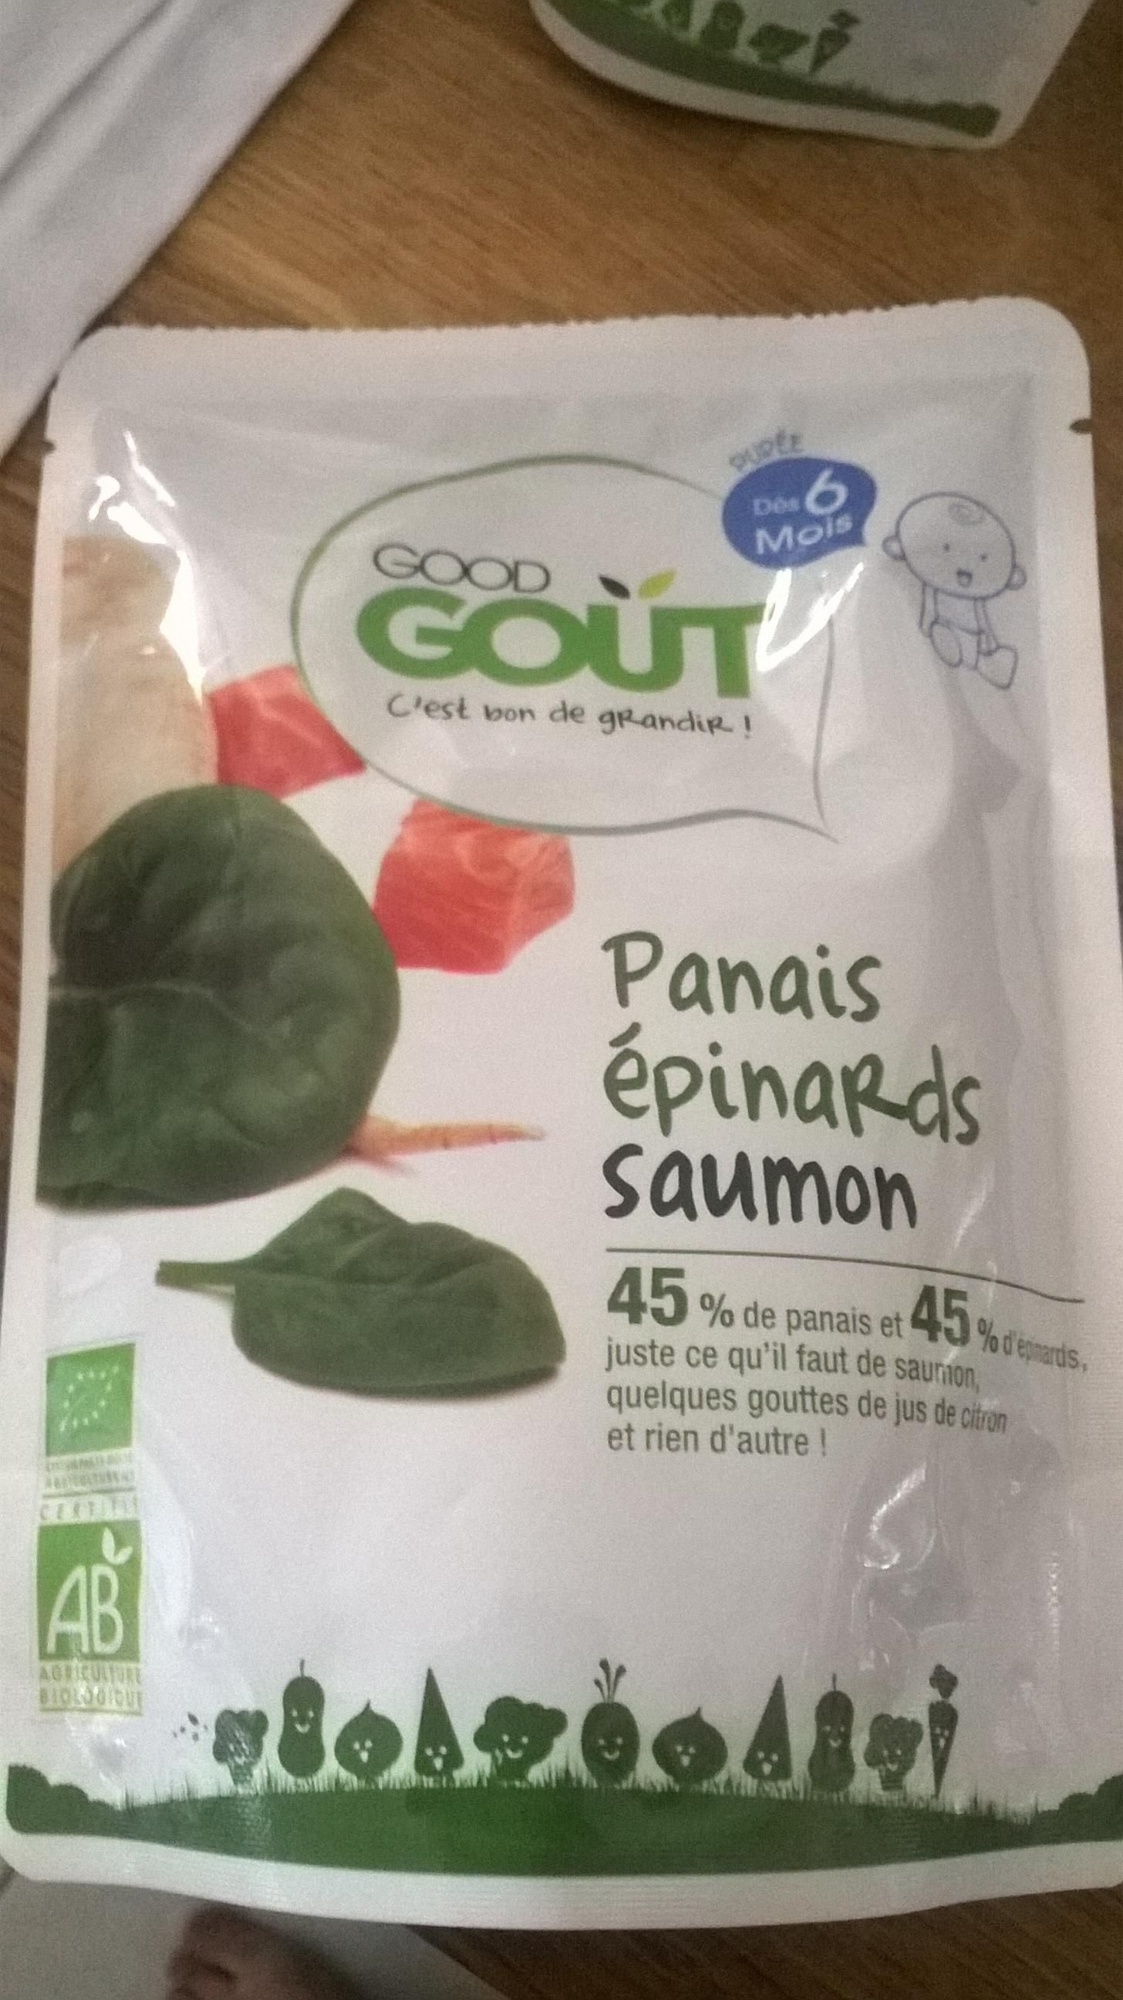 PURÉE
Dès 6
Mois
GOOD
GOÛT
C'est bon de grandir !
Panais
épinards
saumon
45 % de panais et 45 % d'épinards,
juste ce qu'il faut de saumon,
quelques gouttes de jus de citron
et rien d'autre !
CERTIFIÉ
AB
AGRICULTURE
BIOLOGIQUE